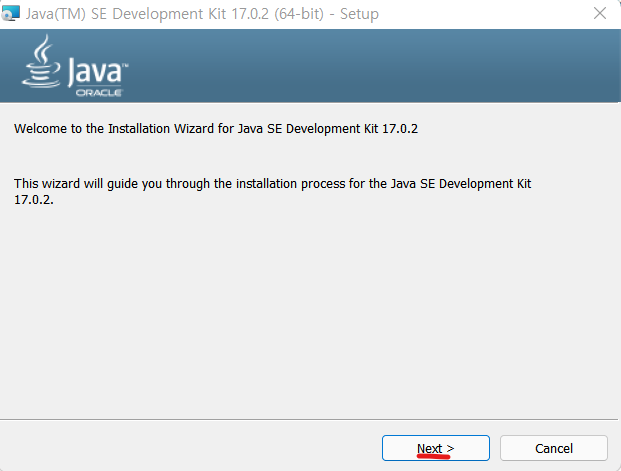 Java(TM) SE Development Kit 17.0.2 (64-bit) - Setup
Java™
ORACLE
Welcome to the Installation Wizard for Java SE Development Kit 17.0.2
This wizard will guide you through the installation process for the Java SE Development Kit
17.0.2.
Next > Cancel